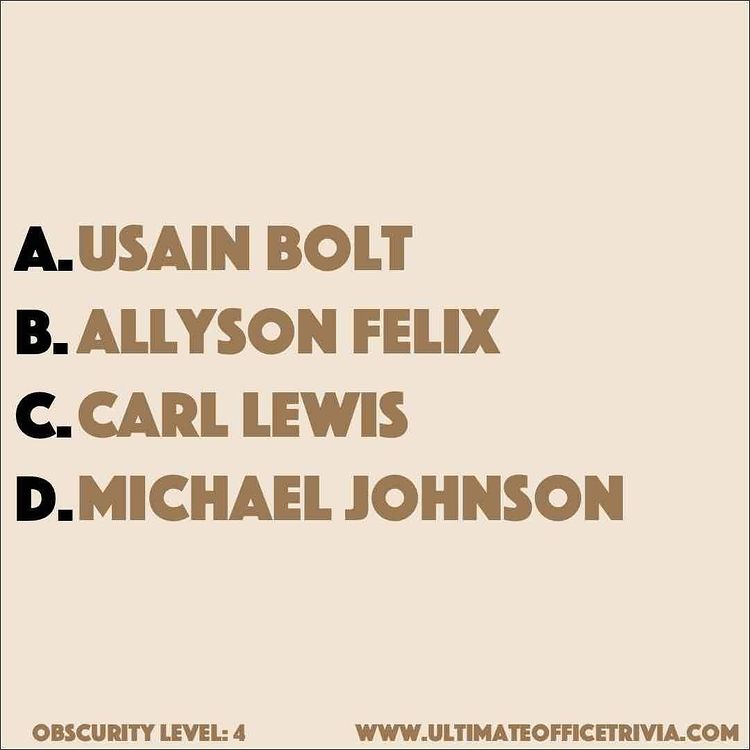 A. USAIN BOLT
B. ALLYSON FELIX
C. CARL LEWIS
D. MICHAEL JOHNSON
OBSCURITY LEVEL: 4 WWW.ULTIMATEOFFICETRIVIA.COM